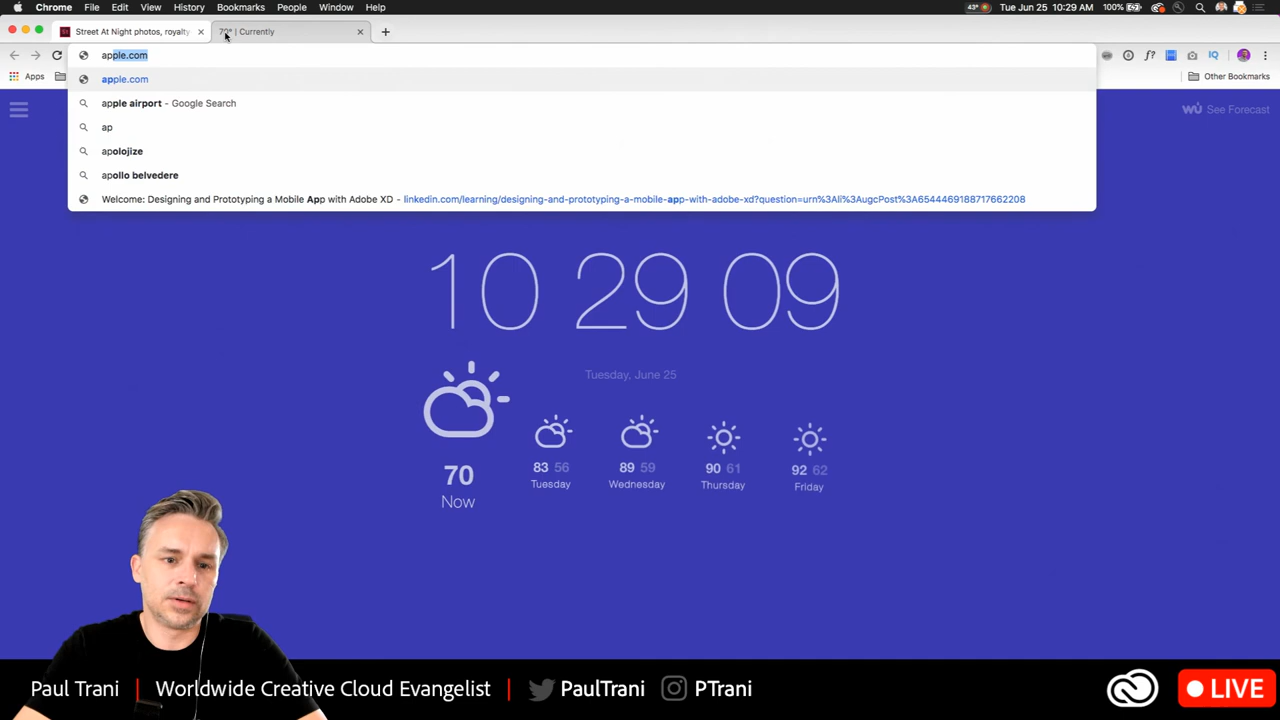 Chrome File Edit View History Bookmarks People Window Help 43° 100% Tue Jun 25 10:29 AM
Street At Night photos, royalty
70° | Currently
apple.com
Apps
Other Bookmarks
apple.com
apple airport - Google Search
ap
apolojize
apollo belvedere
Welcome: Designing and Prototyping a Mobile App with Adobe XD - linkedin.com/learning/designing-and-prototyping-a-mobile-app-with-adobe-xd?question=urn%3Ali%3AugcPost%3A6544469188717662208
See Forecast
10 29 09
Tuesday, June 25
70
Now
83 56
Tuesday
89 59
Wednesday
90 61
Thursday
92 62
Friday
Paul Trani | Worldwide Creative Cloud Evangelist | PaulTrani PTrani
LIVE